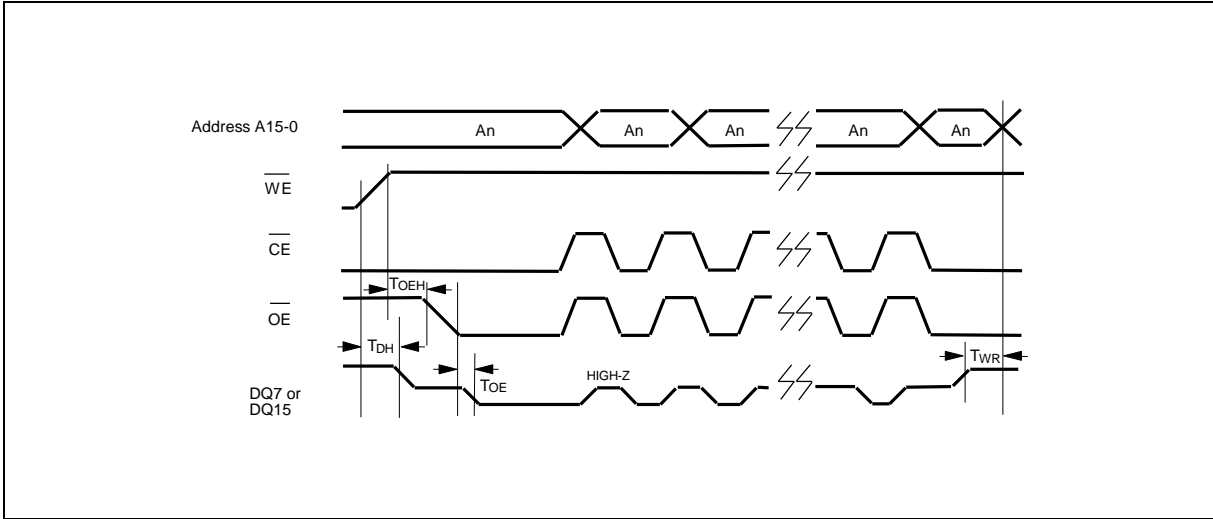 Address A15-0
An An An An An
WE
CE
TOEH
OE
TDH
TWR
TOE
HIGH-Z
DQ7 or
DQ15